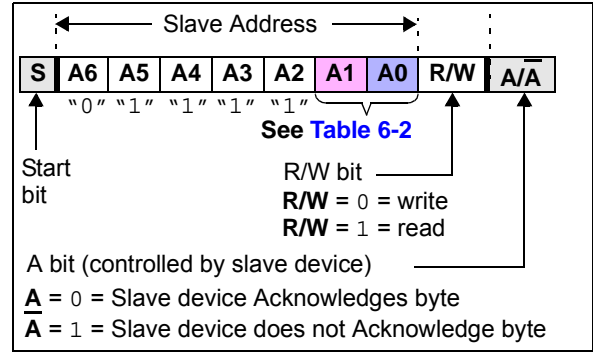 Slave Address
S A6 A5 A4 A3 A2 A1 A0 R/W A/A̅
"0" "1" "1" "1" "1"
See Table 6-2
Start
bit
R/W bit
R/W = 0 = write
R/W = 1 = read
A bit (controlled by slave device)
A = 0 = Slave device Acknowledges byte
A̅ = 1 = Slave device does not Acknowledge byte